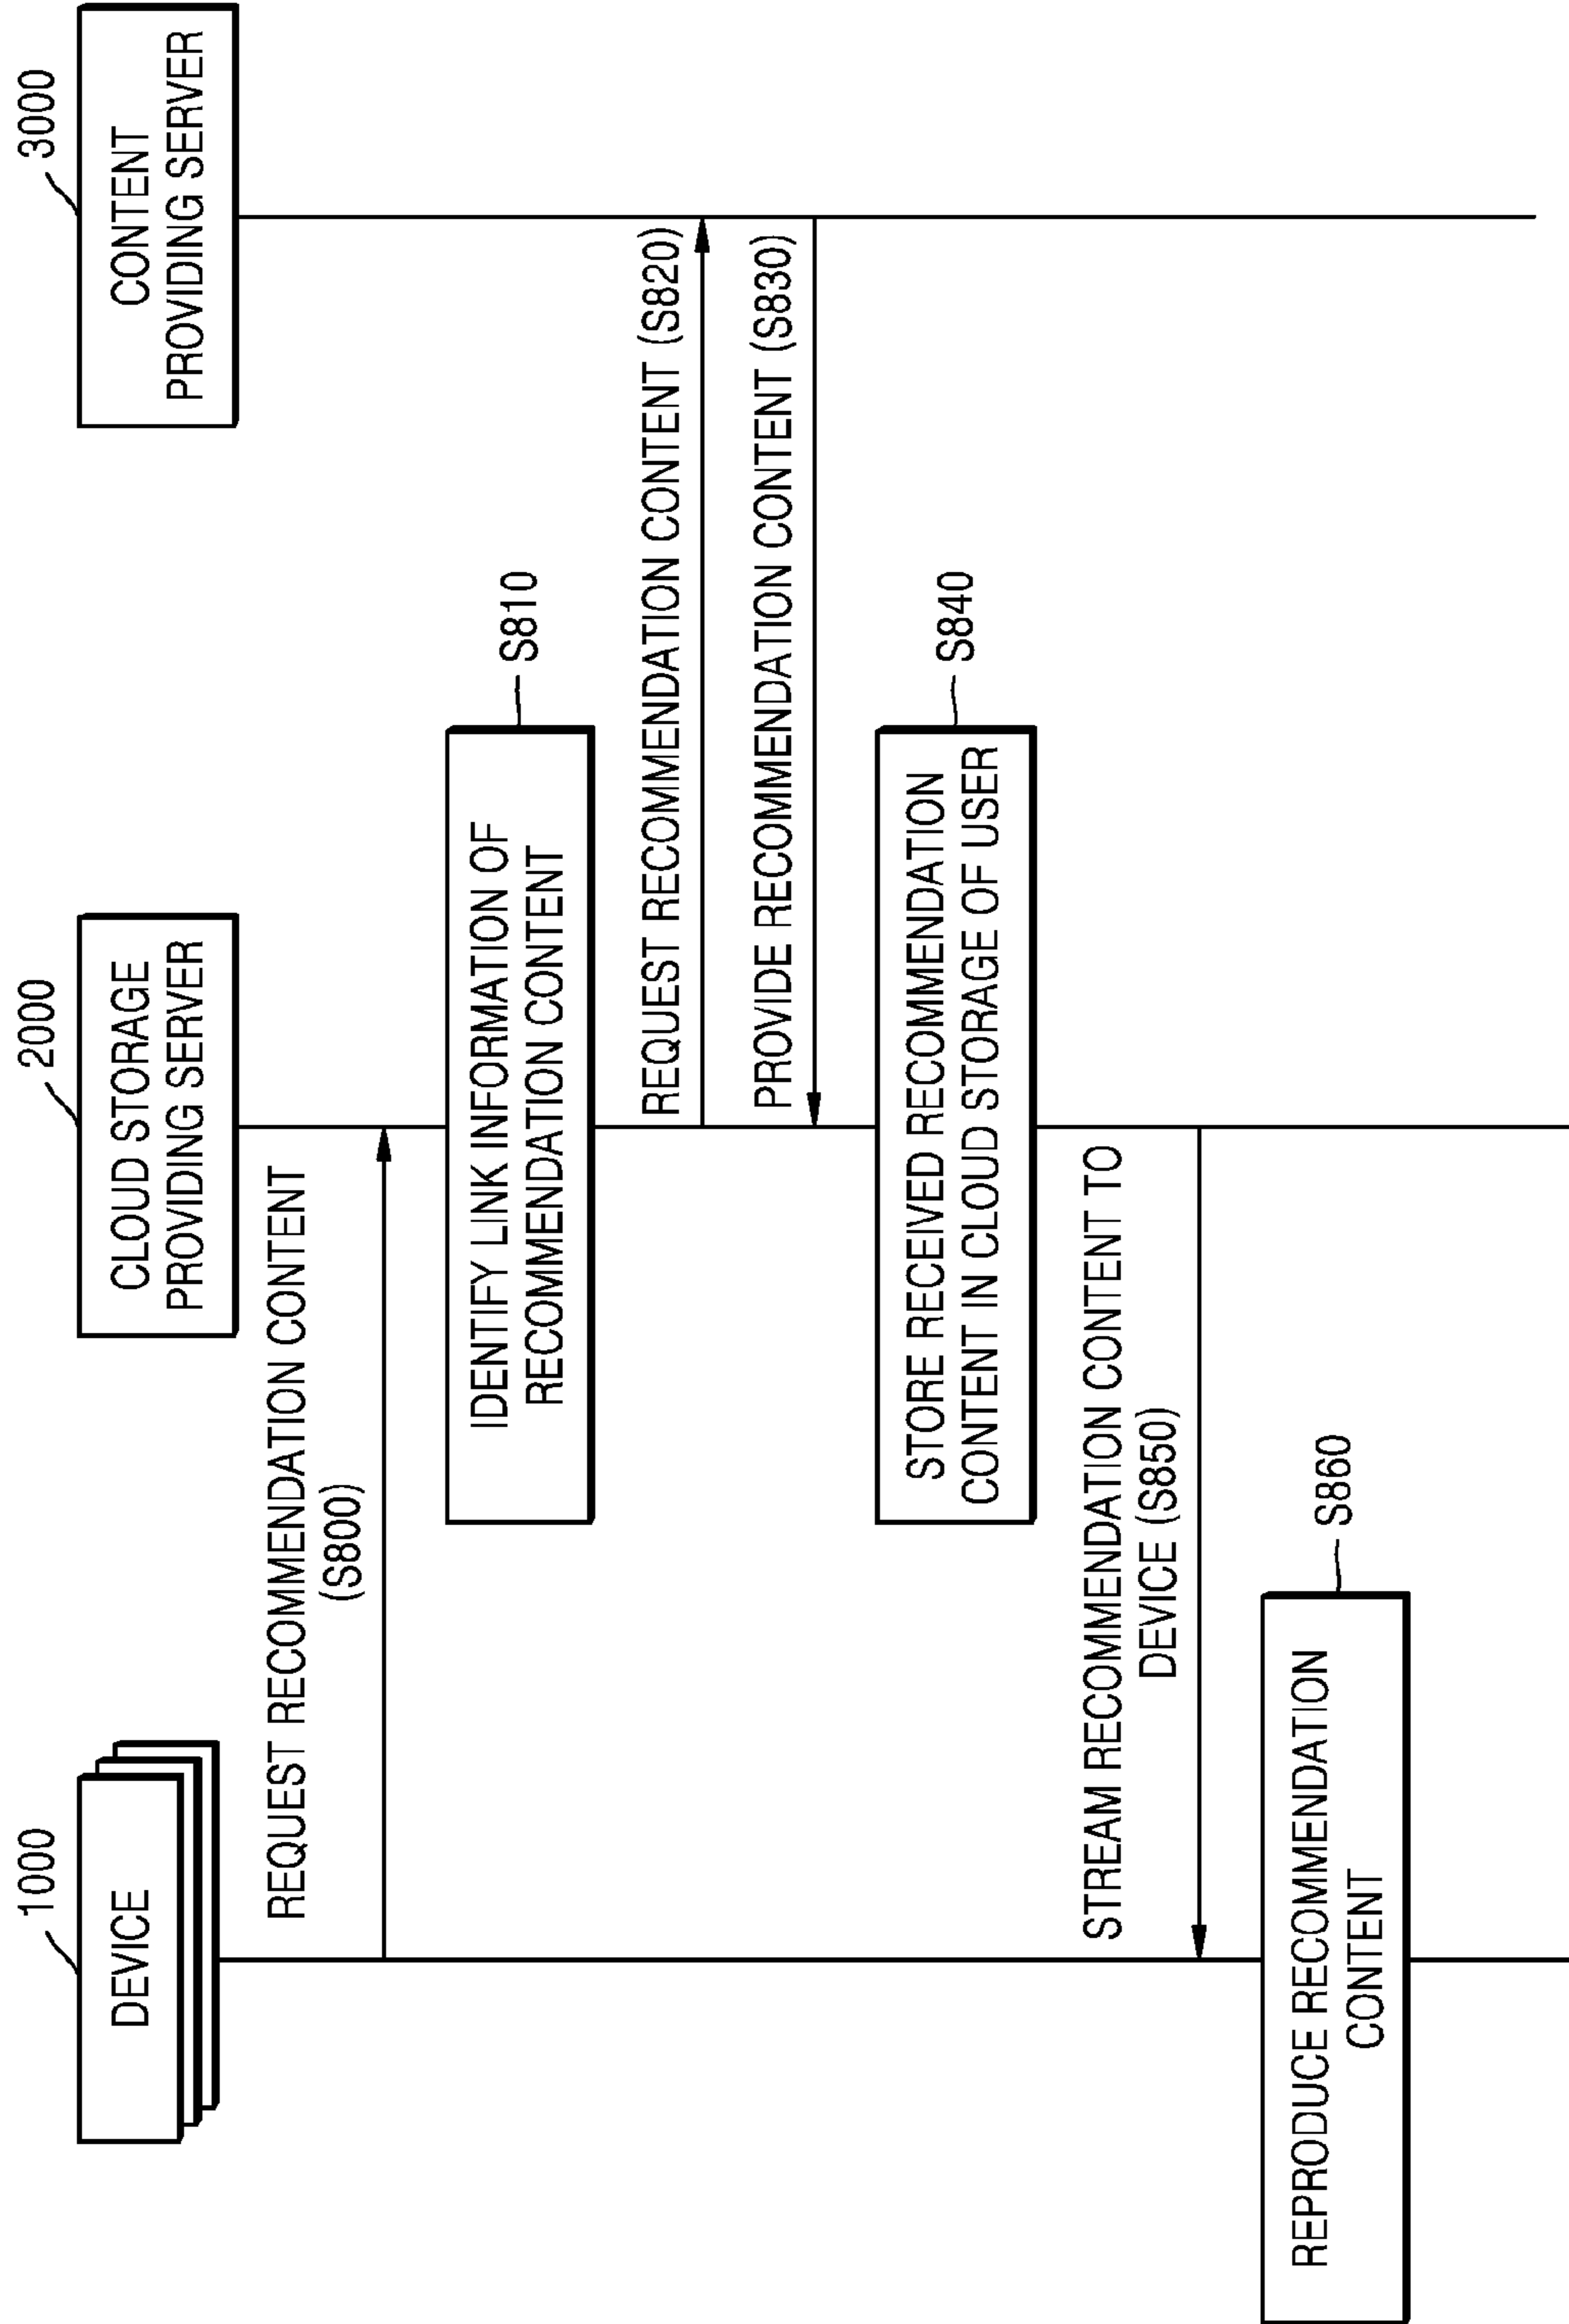 1000
DEVICE
2000
CLOUD STORAGE
PROVIDING SERVER
3000
CONTENT
PROVIDING SERVER
REQUEST RECOMMENDATION CONTENT
(S800)
S810
IDENTIFY LINK INFORMATION OF
RECOMMENDATION CONTENT
REQUEST RECOMMENDATION CONTENT (S820)
PROVIDE RECOMMENDATION CONTENT (S830)
S840
STORE RECEIVED RECOMMENDATION
CONTENT IN CLOUD STORAGE OF USER
STREAM RECOMMENDATION CONTENT TO
DEVICE (S850)
S860
REPRODUCE RECOMMENDATION
CONTENT